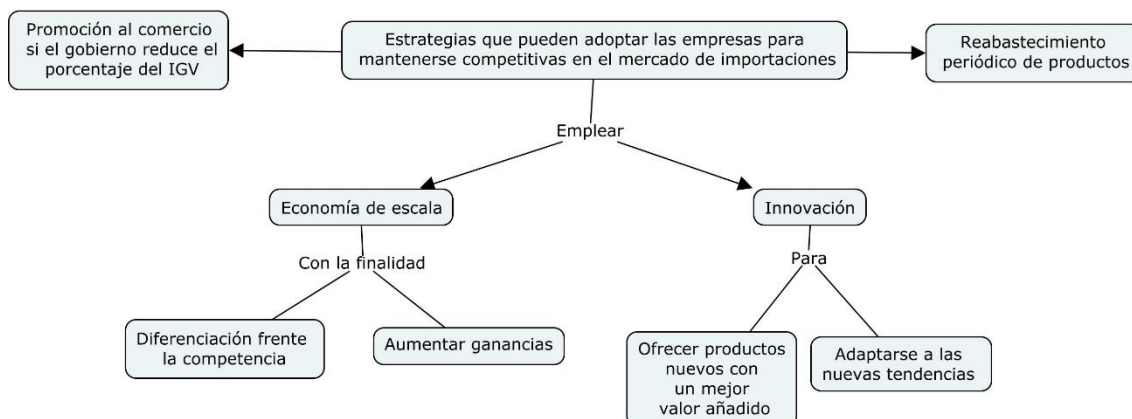 Promoción al comercio
si el gobierno reduce el
porcentaje del IGV
Estrategias que pueden adoptar las empresas para
mantenerse competitivas en el mercado de importaciones
Reabastecimiento
periódico de productos
Emplear
Economía de escala
Innovación
Con la finalidad
Para
Diferenciación frente
la competencia
Aumentar ganancias
Ofrecer productos
nuevos con
un mejor
valor añadido
Adaptarse a las
nuevas tendencias